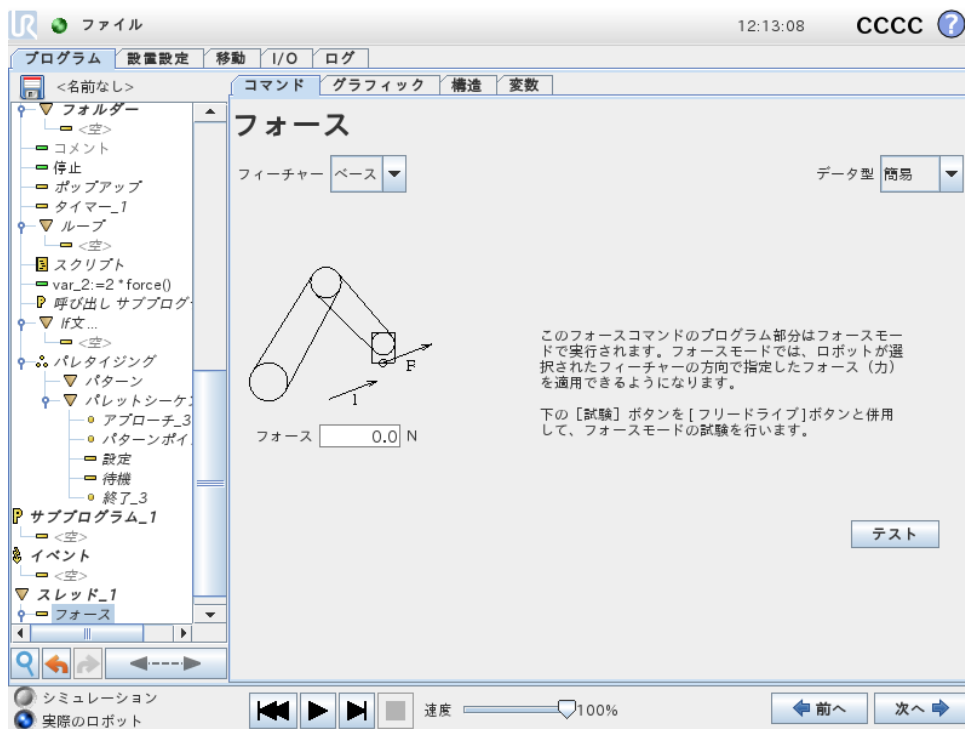 UR ファイル 12:13:08 CCCC ?
プログラム 設置設定 移動 I/O ログ
<名前なし>
フォルダー
<空>
コメント
停止
ポップアップ
タイマー_1
ループ
<空>
スクリプト
var_2:=2*force()
P 呼び出し サブプログ
If文...
<空>
パレタイジング
パターン
パレットシーケン
アプローチ_3
パターンポイ
設定
待機
終了_3
P サブプログラム_1
<空>
イベント
<空>
スレッド_1
フォース
コマンド グラフィック 構造 変数
フォース
フィーチャー ベース データ型 簡易
F
1
フォース 0.0 N
このフォースコマンドのプログラム部分はフォースモー
ドで実行されます。フォースモードでは、ロボットが選
択されたフィーチャーの方向で指定したフォース（力）
を適用できるようになります。
下の［試験］ボタンを[フリードライブ]ボタンと併用
して、フォースモードの試験を行います。
テスト
シミュレーション
実際のロボット
速度 100%
前へ 次へ